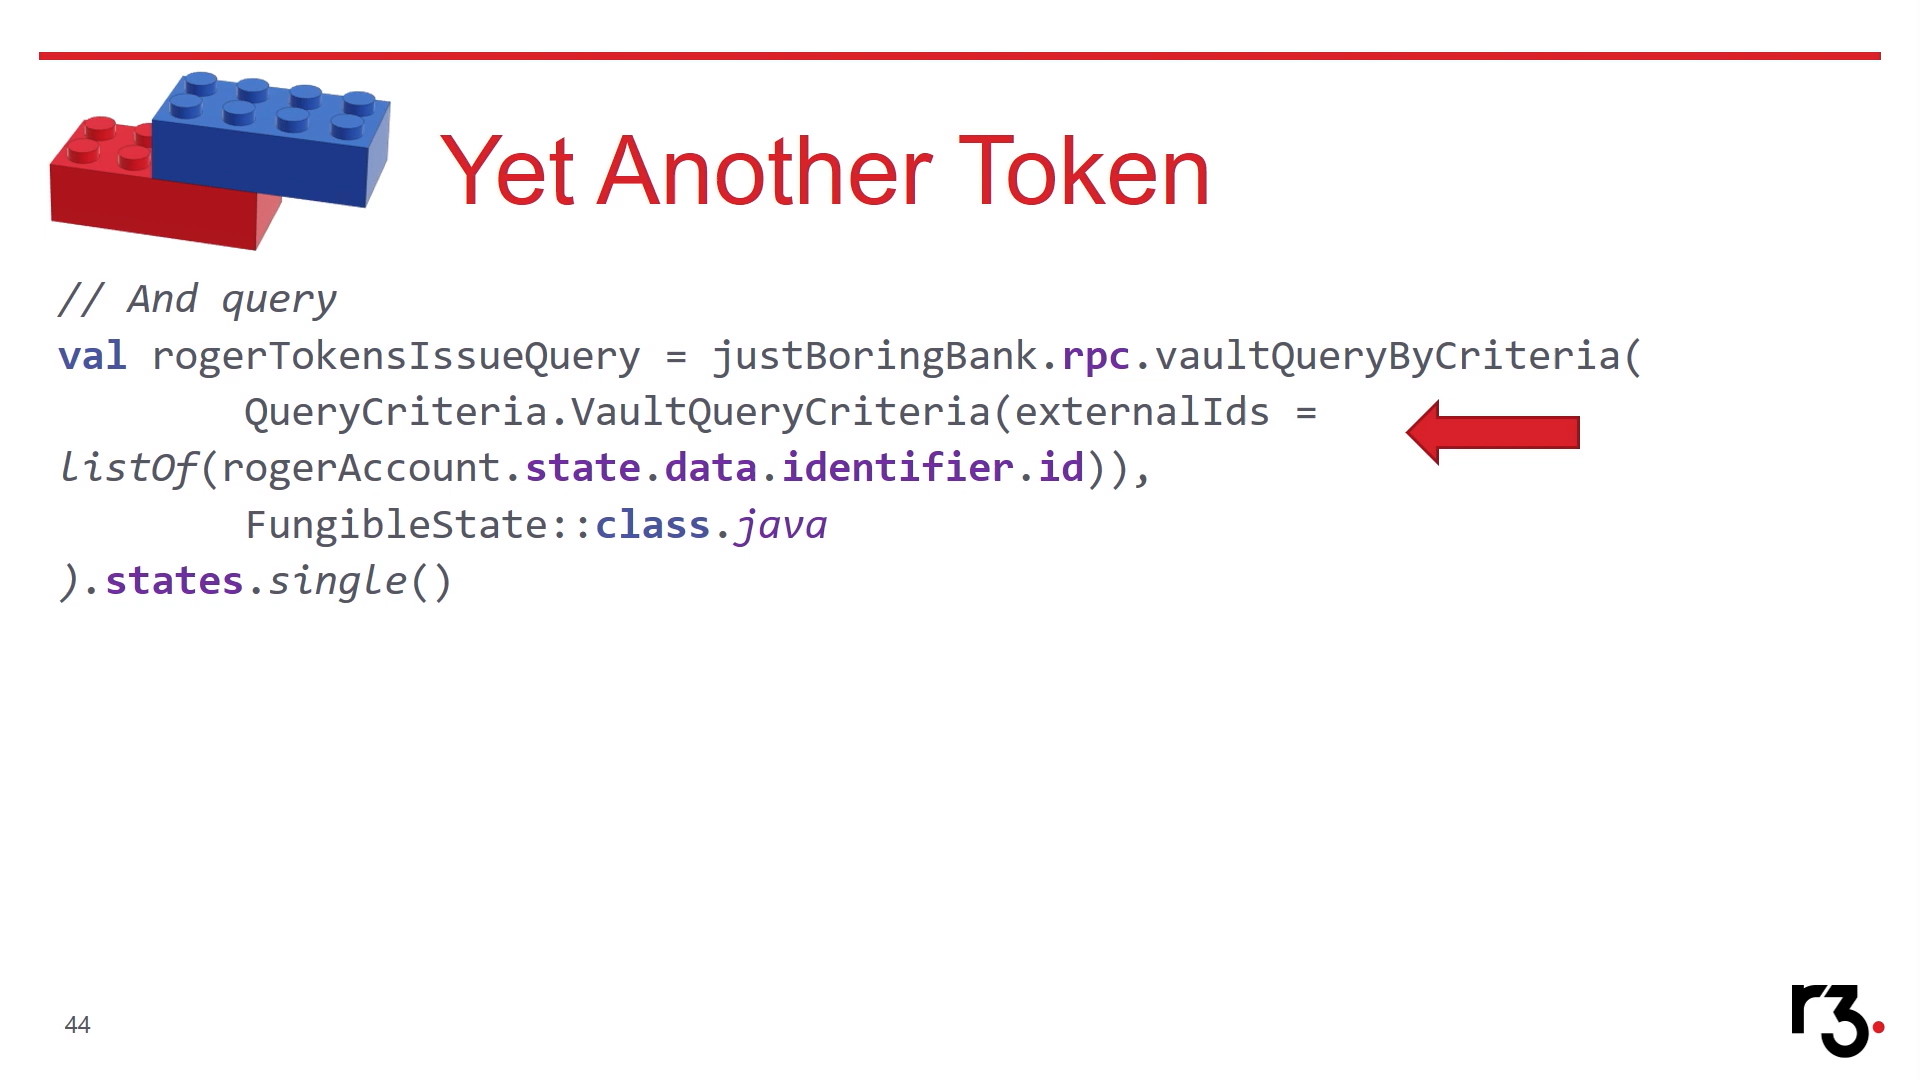 Yet Another Token
// And query
val rogerTokensIssueQuery = justBoringBank.rpc.vaultQueryByCriteria(
QueryCriteria.VaultQueryCriteria(externalIds =
listOf(rogerAccount.state.data.identifier.id)),
FungibleState::class.java
).states.single()
44
r3.